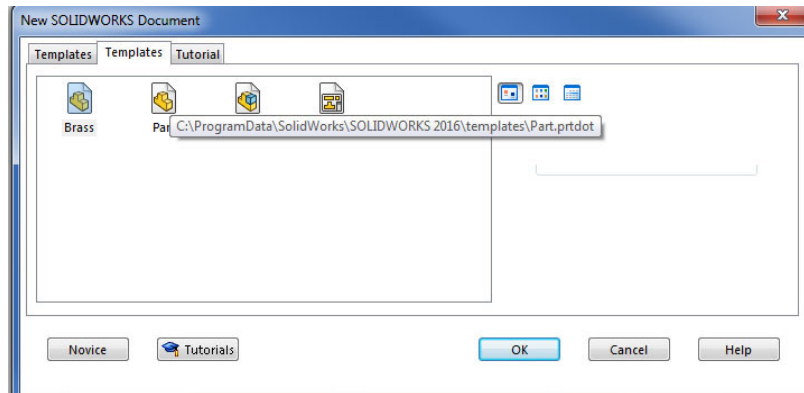 New SOLIDWORKS Document
Templates Templates Tutorial
Brass
Par C:\ProgramData\SolidWorks\SOLIDWORKS 2016\templates\Part.prtdot
Novice Tutorials OK Cancel Help